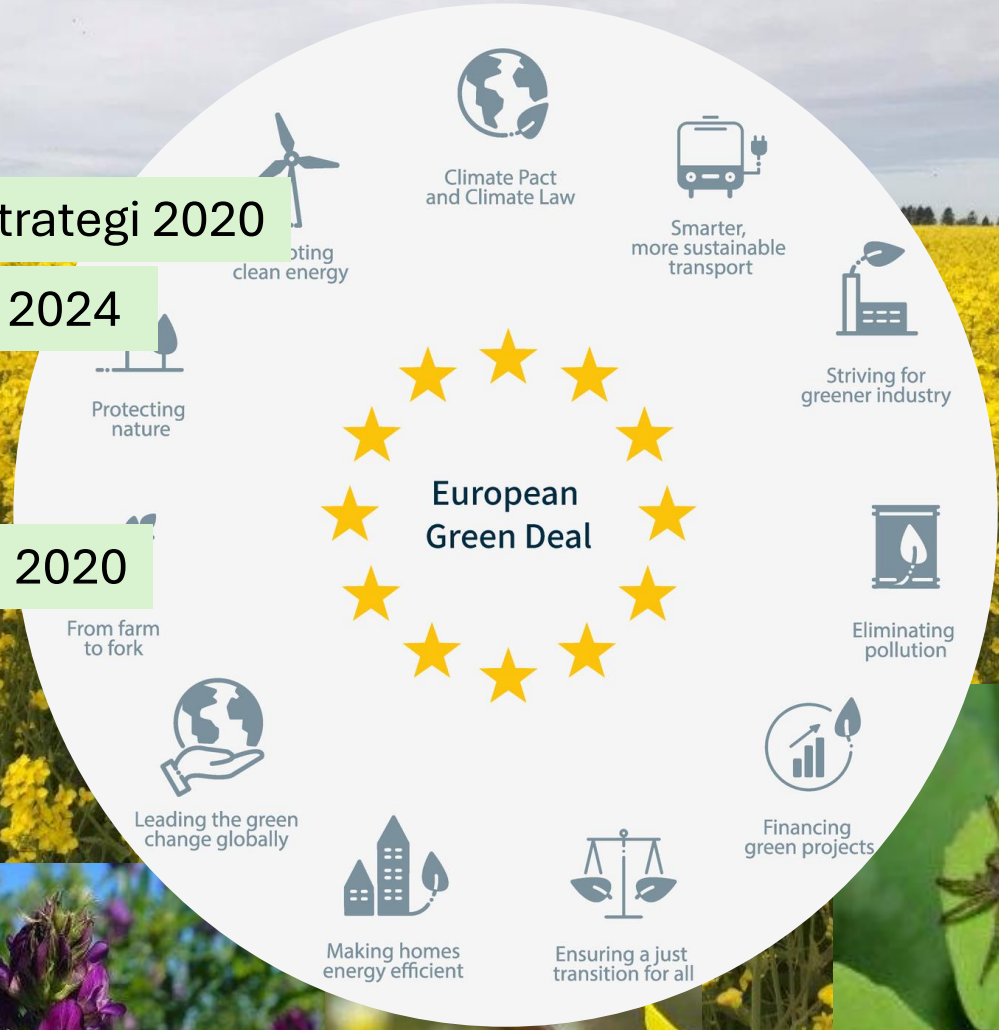 Climate Pact
and Climate Law
Smarter,
more sustainable
transport
trategi 2020
oting
clean energy
2024
Striving for
greener industry
Protecting
nature
European
Green Deal
2020
From farm
to fork
Eliminating
pollution
Leading the green
change globally
Financing
green projects
Making homes
energy efficient
Ensuring a just
transition for all